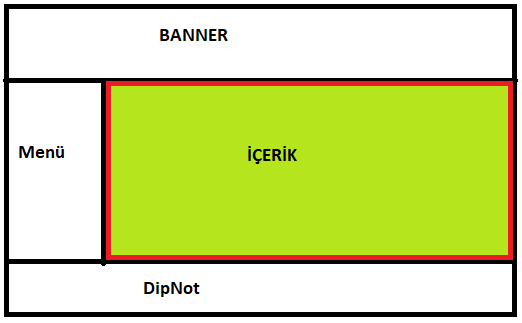 BANNER
Menü
İÇERİK
DipNot